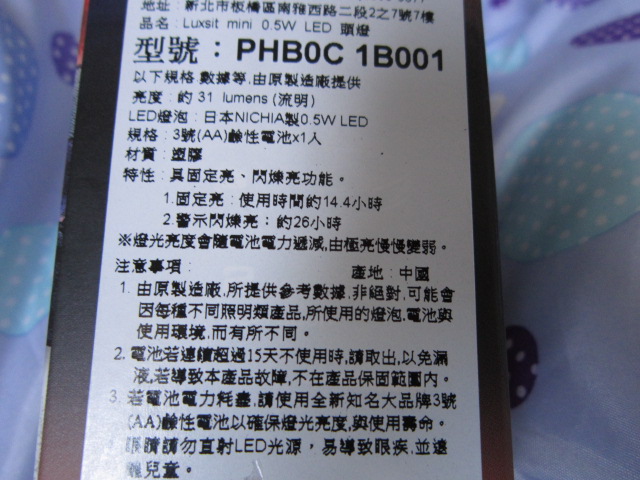 地址：新北市板橋區南雅西路二段2之7號7樓
品名：Luxsit mini 0.5W LED 頭燈
型號：PHB0C 1B001
以下規格數據等,由原製造廠提供
亮度：約 31 lumens (流明)
LED燈泡：日本NICHIA製0.5W LED
規格：3號(AA)鹼性電池x1入
材質：塑膠
特性：具固定亮、閃爍亮功能。
1.固定亮：使用時間約14.4小時
2.警示閃爍亮：約26小時
※燈光亮度會隨電池電力遞減,由極亮慢慢變弱。
注意事項： 產地：中國
1. 由原製造廠,所提供參考數據,非絕對,可能會
因每種不同照明類產品,所使用的燈泡,電池與
使用環境,而有所不同。
2. 電池若連續超過15天不使用時,請取出,以免漏
液,若導致本產品故障,不在產品保固範圍內。
3. 若電池電力耗盡,請使用全新知名大品牌3號
(AA)鹼性電池以確保燈光亮度,與使用壽命。
眼睛請勿直射LED光源，易導致眼疾,並遠
離兒童。